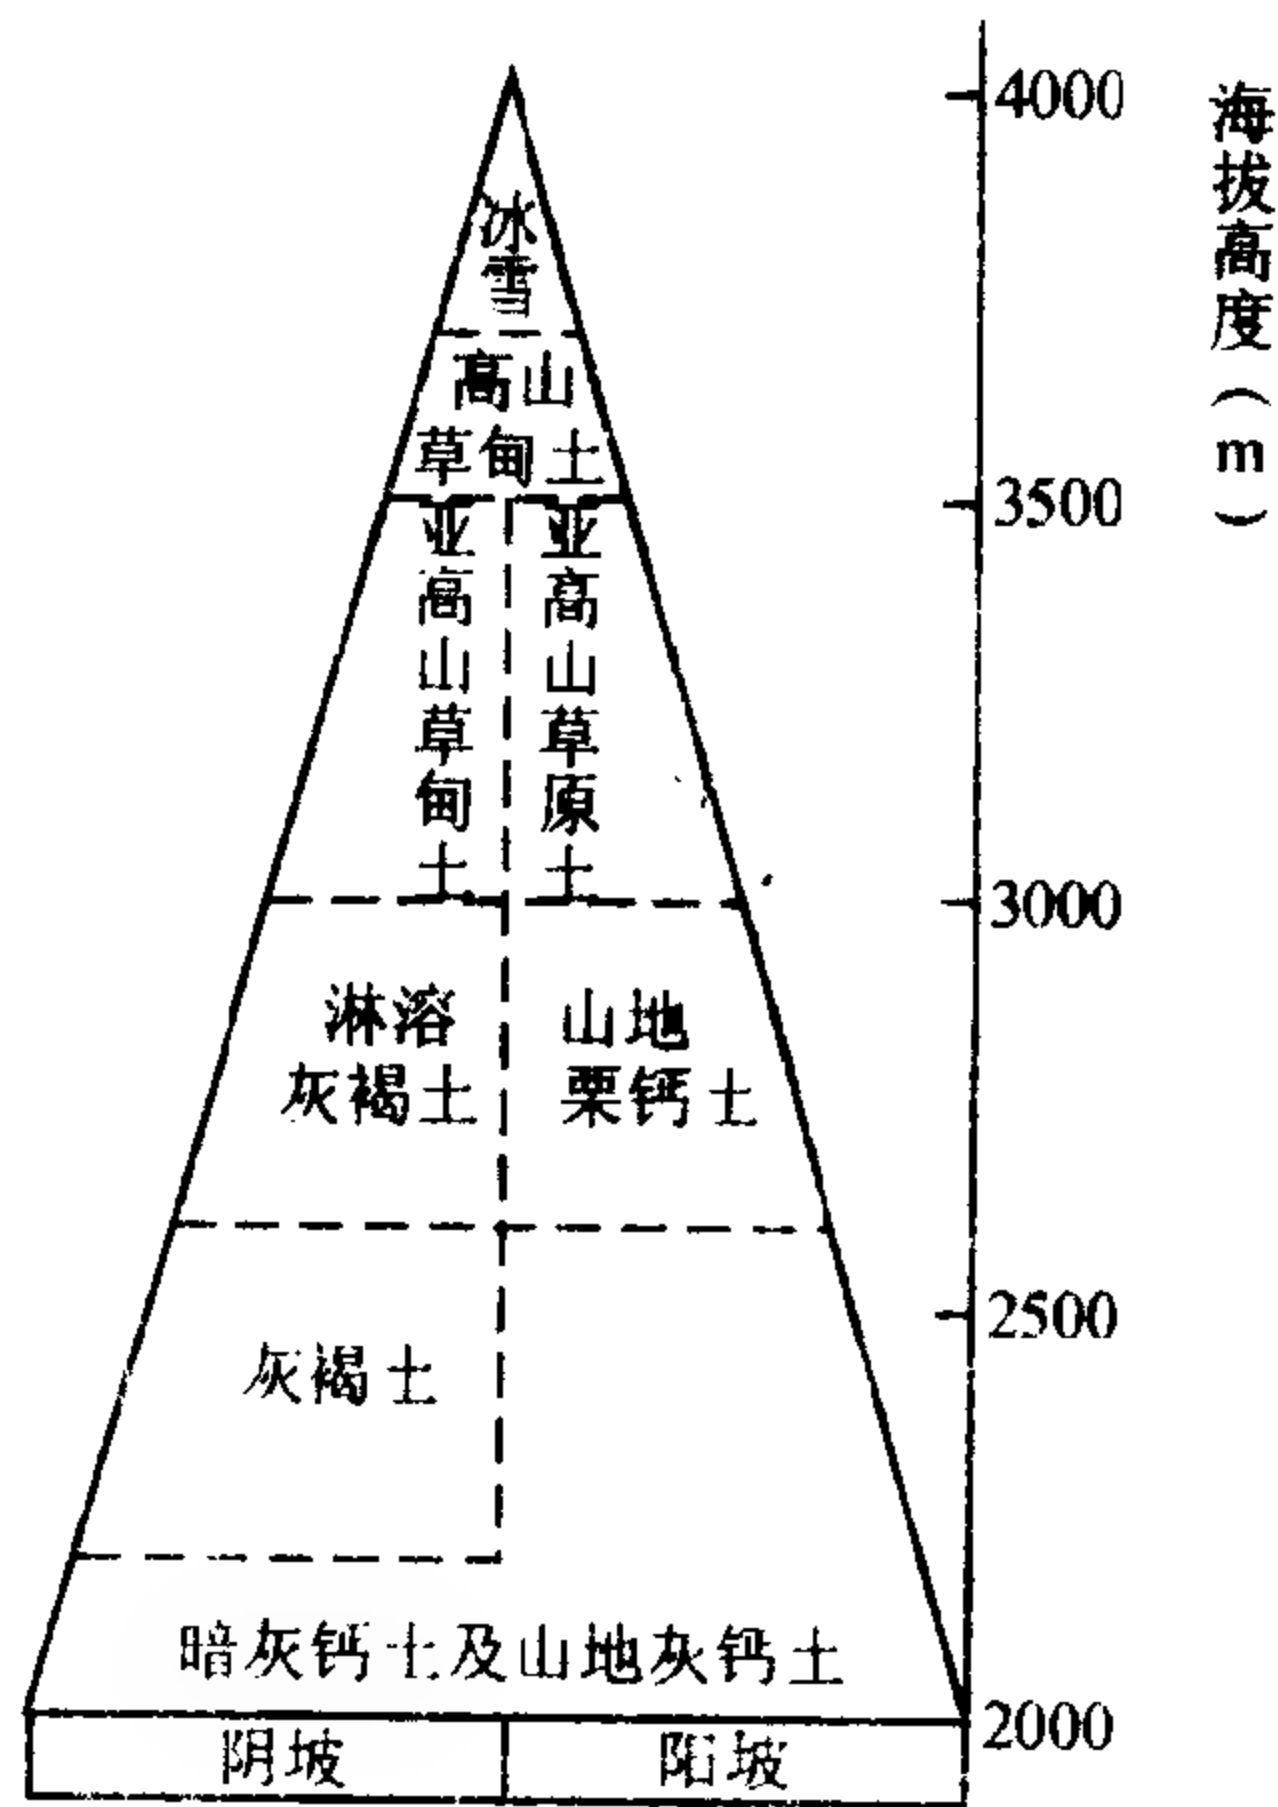 4000
海拔高度(m)
冰
雪
高山
草甸土
3500
亚高山草甸土
亚高山草原土
3000
淋溶
灰褐土
山地
栗钙土
2500
灰褐土
暗灰钙土及山地灰钙土
2000
阴坡
阳坡